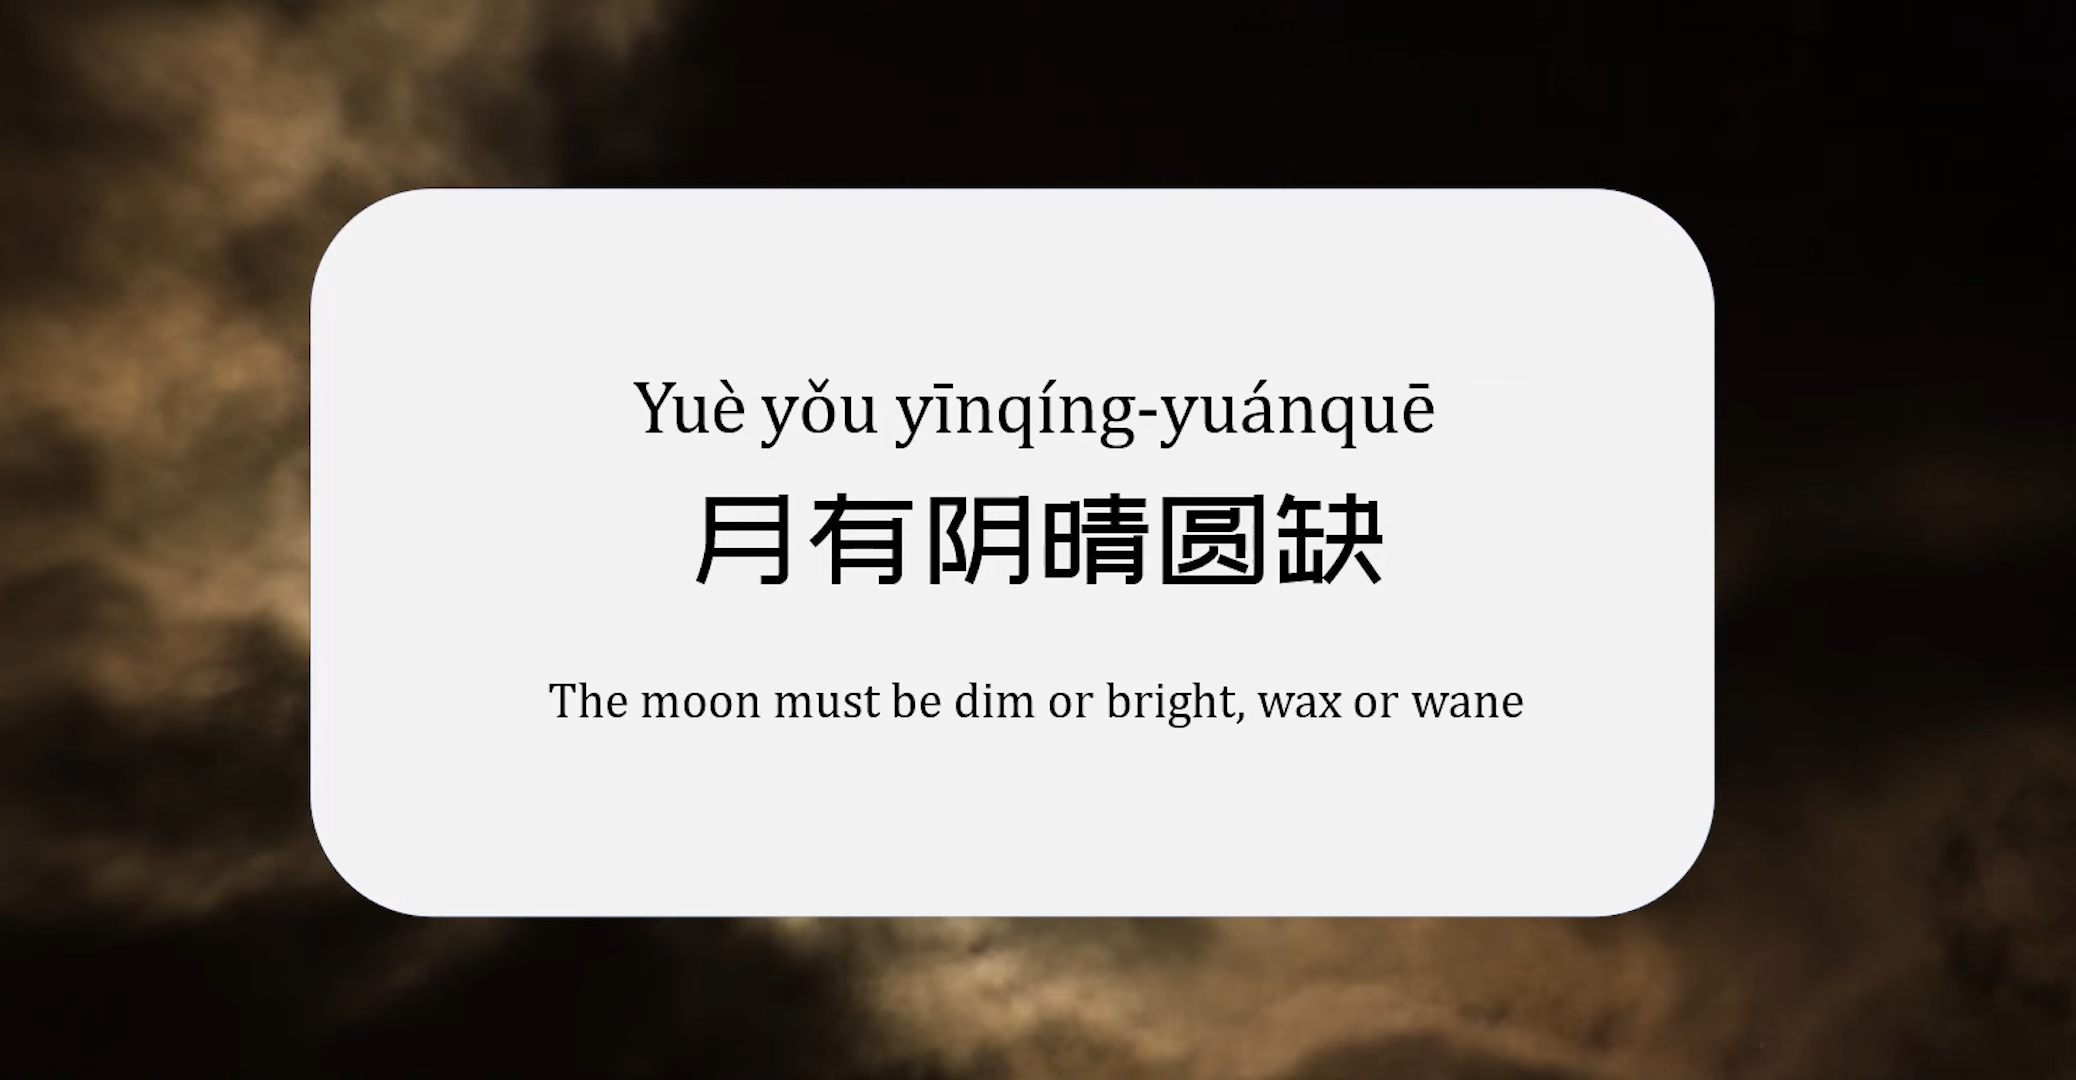 Yuè yǒu yīnqíng-yuánquē
月有阴晴圆缺
The moon must be dim or bright, wax or wane